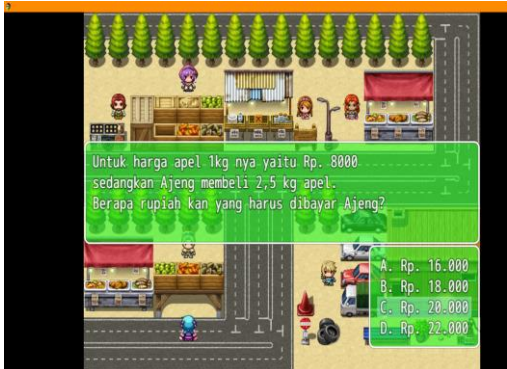 Untuk harga apel 1kg nya yaitu Rp. 8000
sedangkan Ajeng membeli 2,5 kg apel.
Berapa rupiah kan yang harus dibayar Ajeng?
A. Rp. 16.000
B. Rp. 18.000
C. Rp. 20.000
D. Rp. 22.000